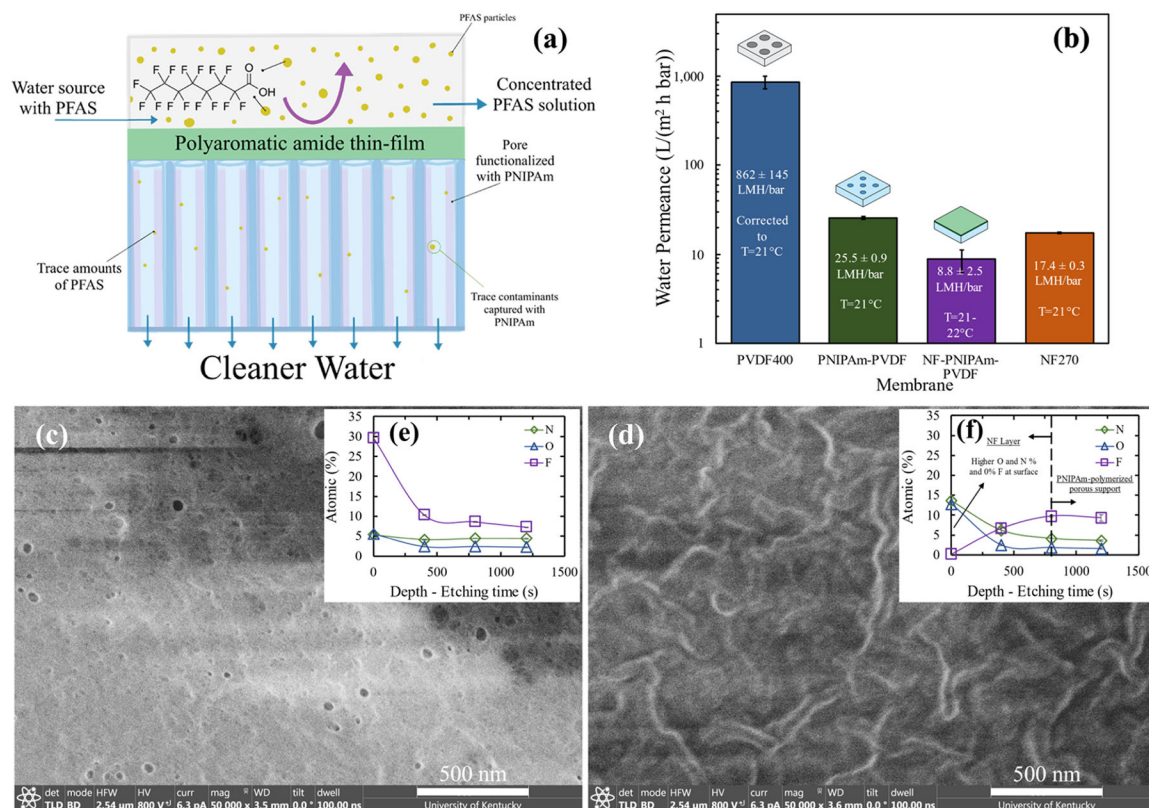 (a)
PFAS particles
Water source
with PFAS
F F F F F F F O
F
OH
F F F F F F F
Concentrated
PFAS solution
Polyaromatic amide thin-film
Pore
functionalized
with PNIPAm
Trace amounts
of PFAS
Trace contaminants
captured with
PNIPAm
Cleaner Water
(b)
Water Permeance (L/(m² h bar)
1,000
100
10
1
862 ± 145
LMH/bar
Corrected
to
T=21°C
25.5 ± 0.9
LMH/bar
T=21°C
8.8 ± 2.5
LMH/bar
T=21-
22°C
17.4 ± 0.3
LMH/bar
T=21°C
PVDF400
PNIPAm-PVDF
NF-PNIPAm-
PVDF
NF270
Membrane
(c)
(e)
Atomic (%)
35
30
25
20
15
10
5
0
N
O
F
0 500 1000 1500
Depth - Etching time (s)
500 nm
det mode HFW HV curr mag WD tilt dwell
TLD BD 2.54 µm 800 V 6.3 pA 50 000 x 3.5 mm 0.0 ° 100.00 ns
University of Kentucky
(d)
(f)
Atomic (%)
35
30
25
20
15
10
5
0
NF Layer
Higher O and N %
and 0% F at surface
N
O
F
PNIPAm-polymerized
porous support
0 500 1000 1500
Depth - Etching time (s)
500 nm
det mode HFW HV curr mag WD tilt dwell
TLD BD 2.54 µm 800 V 6.3 pA 50 000 x 3.6 mm 0.0 ° 100.00 ns
University of Kentucky